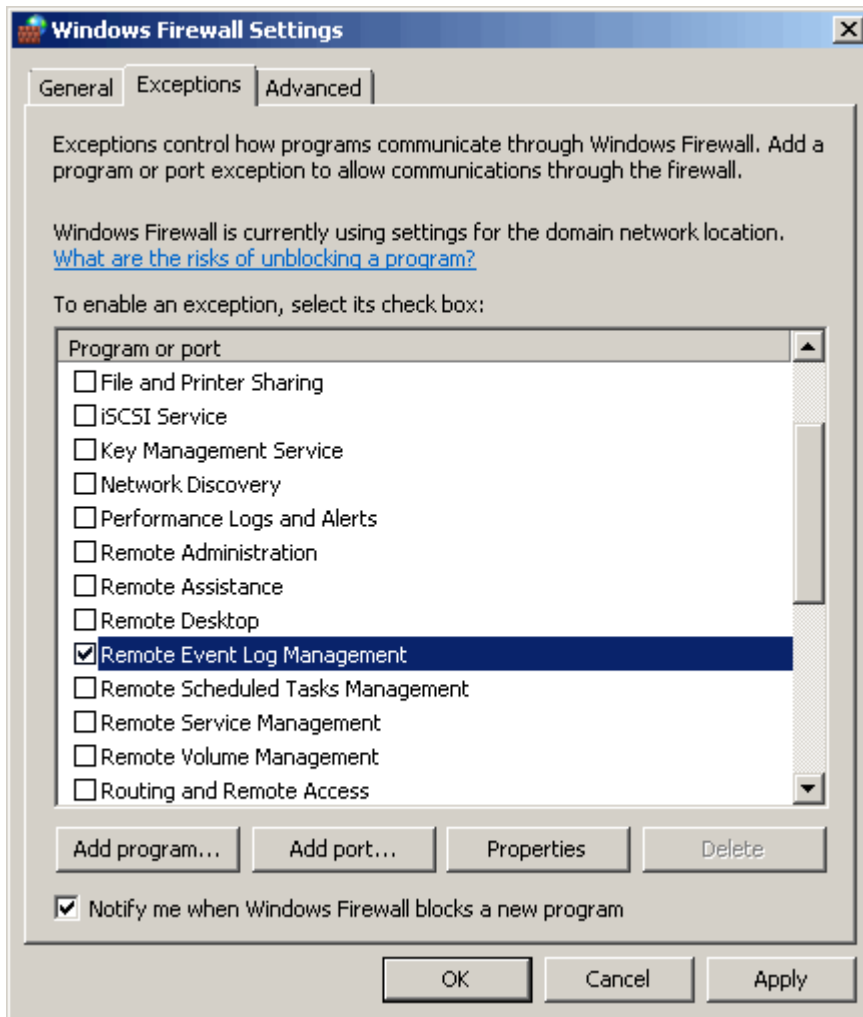 Windows Firewall Settings
General Exceptions Advanced
Exceptions control how programs communicate through Windows Firewall. Add a
program or port exception to allow communications through the firewall.
Windows Firewall is currently using settings for the domain network location.
What are the risks of unblocking a program?
To enable an exception, select its check box:
Program or port
File and Printer Sharing
iSCSI Service
Key Management Service
Network Discovery
Performance Logs and Alerts
Remote Administration
Remote Assistance
Remote Desktop
Remote Event Log Management
Remote Scheduled Tasks Management
Remote Service Management
Remote Volume Management
Routing and Remote Access
Add program... Add port... Properties Delete
Notify me when Windows Firewall blocks a new program
OK Cancel Apply